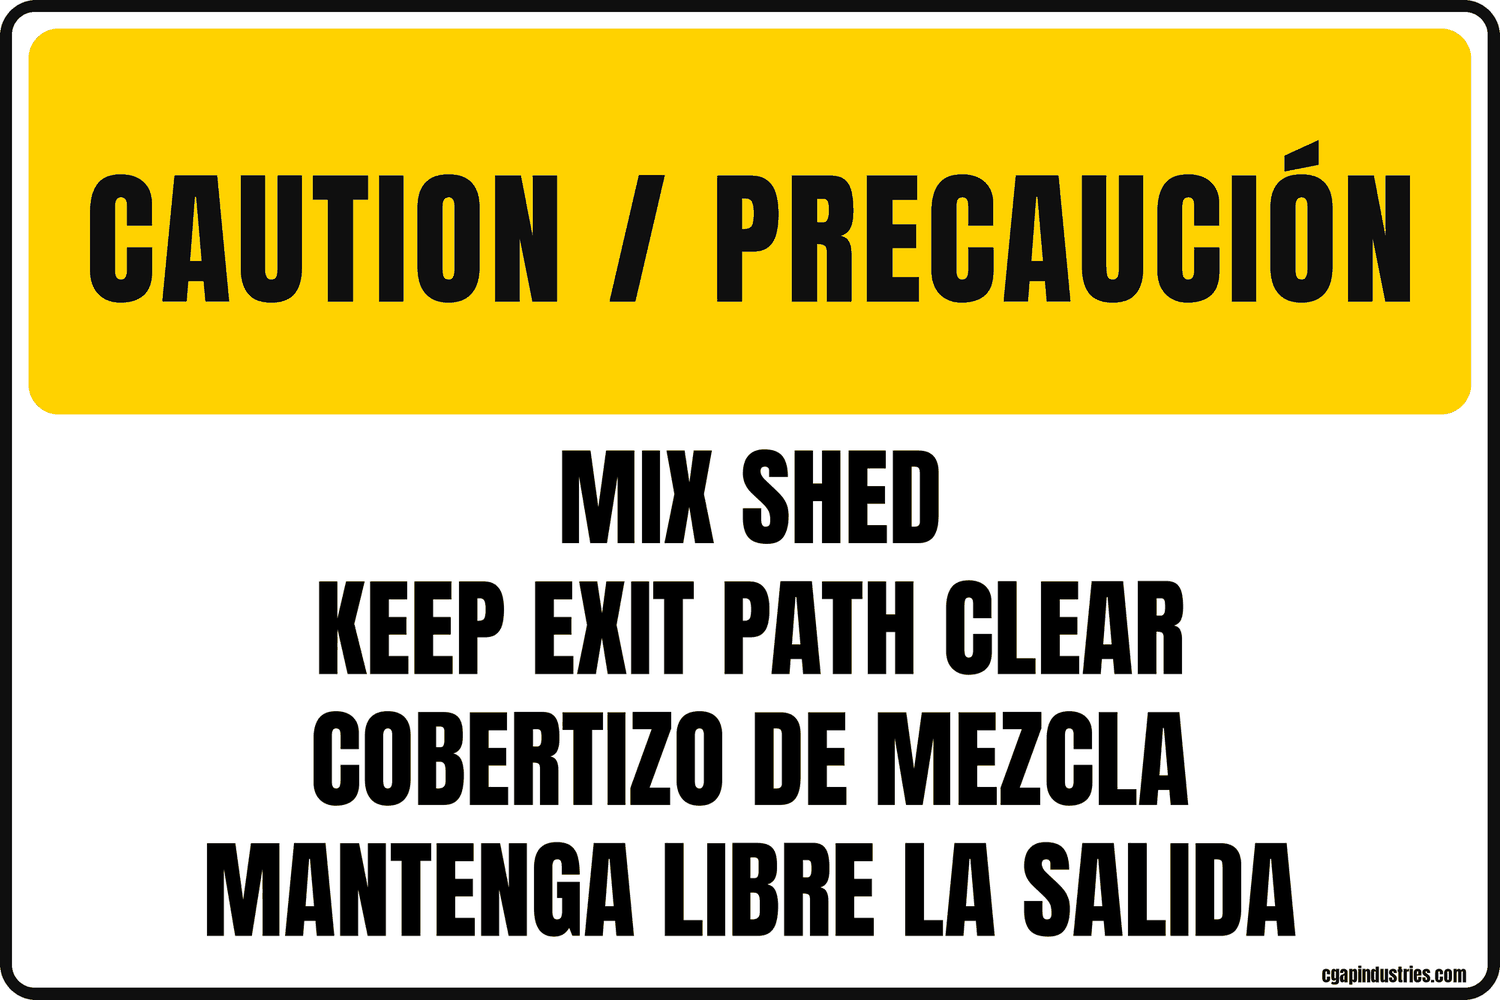 CAUTION / PRECAUCIÓN
MIX SHED
KEEP EXIT PATH CLEAR
COBERTIZO DE MEZCLA
MANTENGA LIBRE LA SALIDA
cgapindustries.com